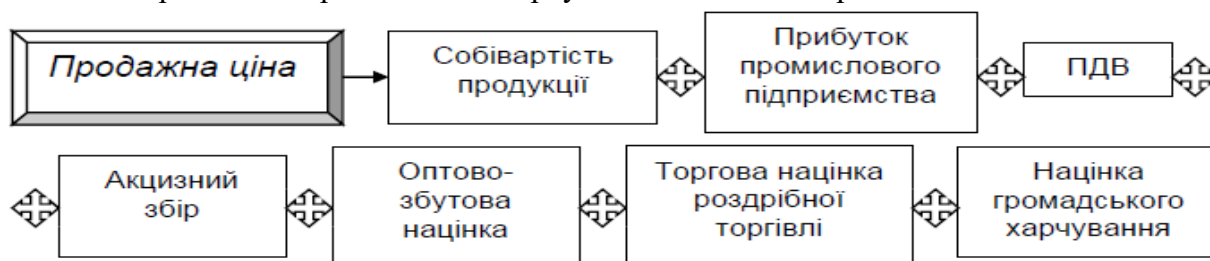 Продажна ціна
Собівартість
продукції
Прибуток
промислового
підприємства
ПДВ
Акцизний
збір
Оптово-
збутова
націнка
Торгова націнка
роздрібної
торгівлі
Націнка
громадського
харчування